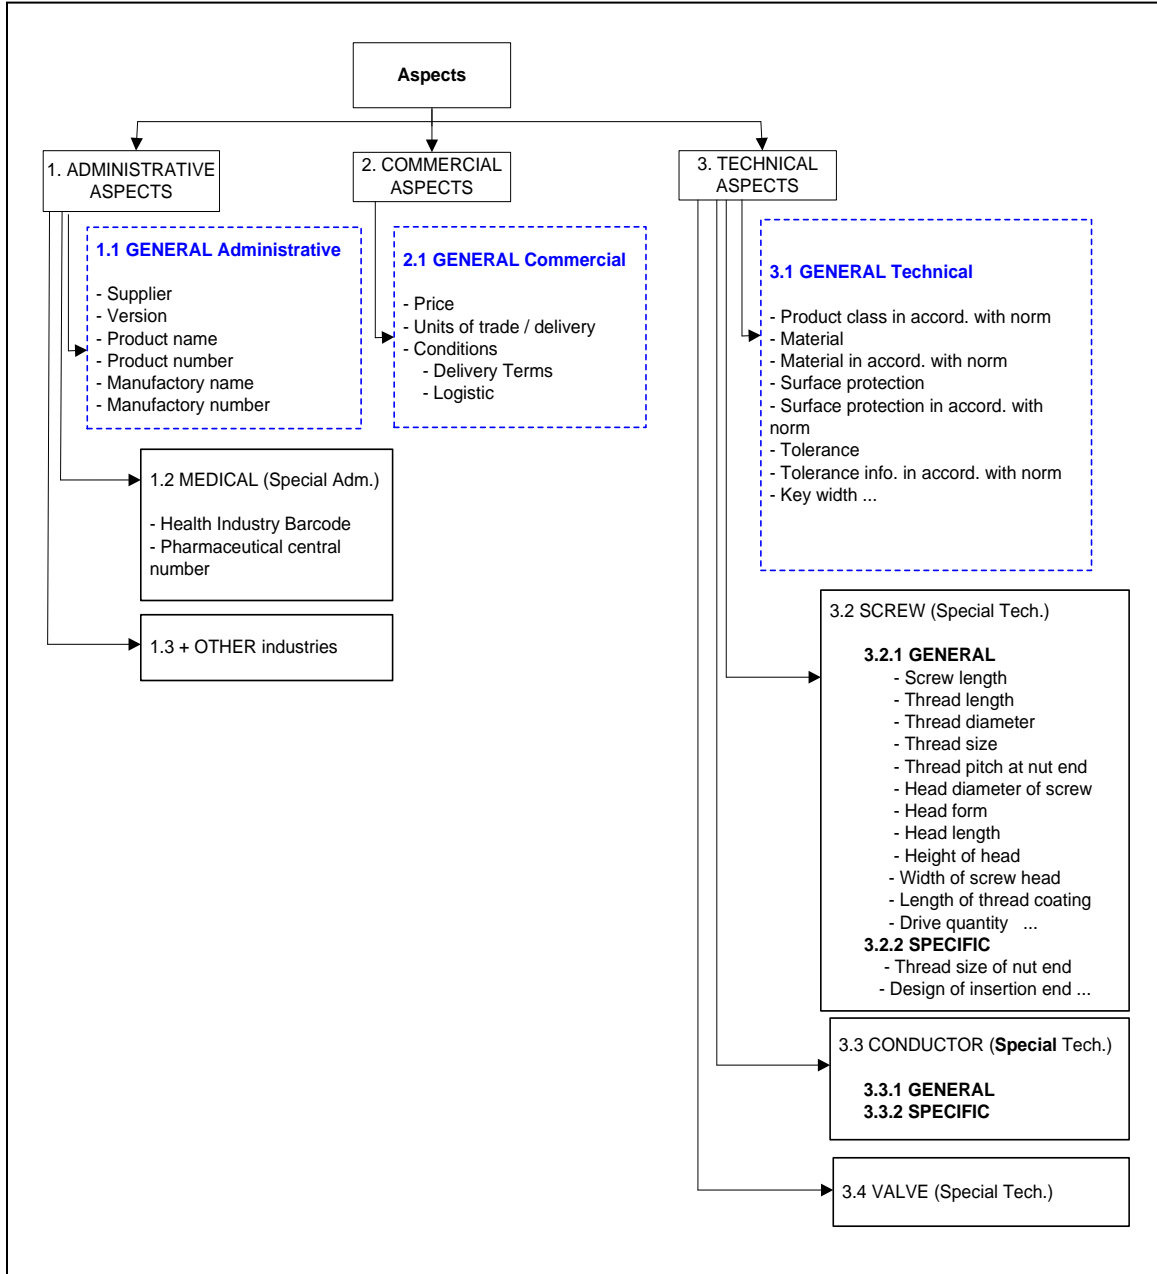 Aspects
1. ADMINISTRATIVE
ASPECTS
2. COMMERCIAL
ASPECTS
3. TECHNICAL
ASPECTS
1.1 GENERAL Administrative
- Supplier
- Version
- Product name
- Product number
- Manufactory name
- Manufactory number
2.1 GENERAL Commercial
- Price
- Units of trade / delivery
- Conditions
- Delivery Terms
- Logistic
3.1 GENERAL Technical
- Product class in accord. with norm
- Material
- Material in accord. with norm
- Surface protection
- Surface protection in accord. with
norm
- Tolerance
- Tolerance info. in accord. with norm
- Key width ...
1.2 MEDICAL (Special Adm.)
- Health Industry Barcode
- Pharmaceutical central
number
1.3 + OTHER industries
3.2 SCREW (Special Tech.)
3.2.1 GENERAL
- Screw length
- Thread length
- Thread diameter
- Thread size
- Thread pitch at nut end
- Head diameter of screw
- Head form
- Head length
- Height of head
- Width of screw head
- Length of thread coating
- Drive quantity ...
3.2.2 SPECIFIC
- Thread size of nut end
- Design of insertion end ...
3.3 CONDUCTOR (Special Tech.)
3.3.1 GENERAL
3.3.2 SPECIFIC
3.4 VALVE (Special Tech.)